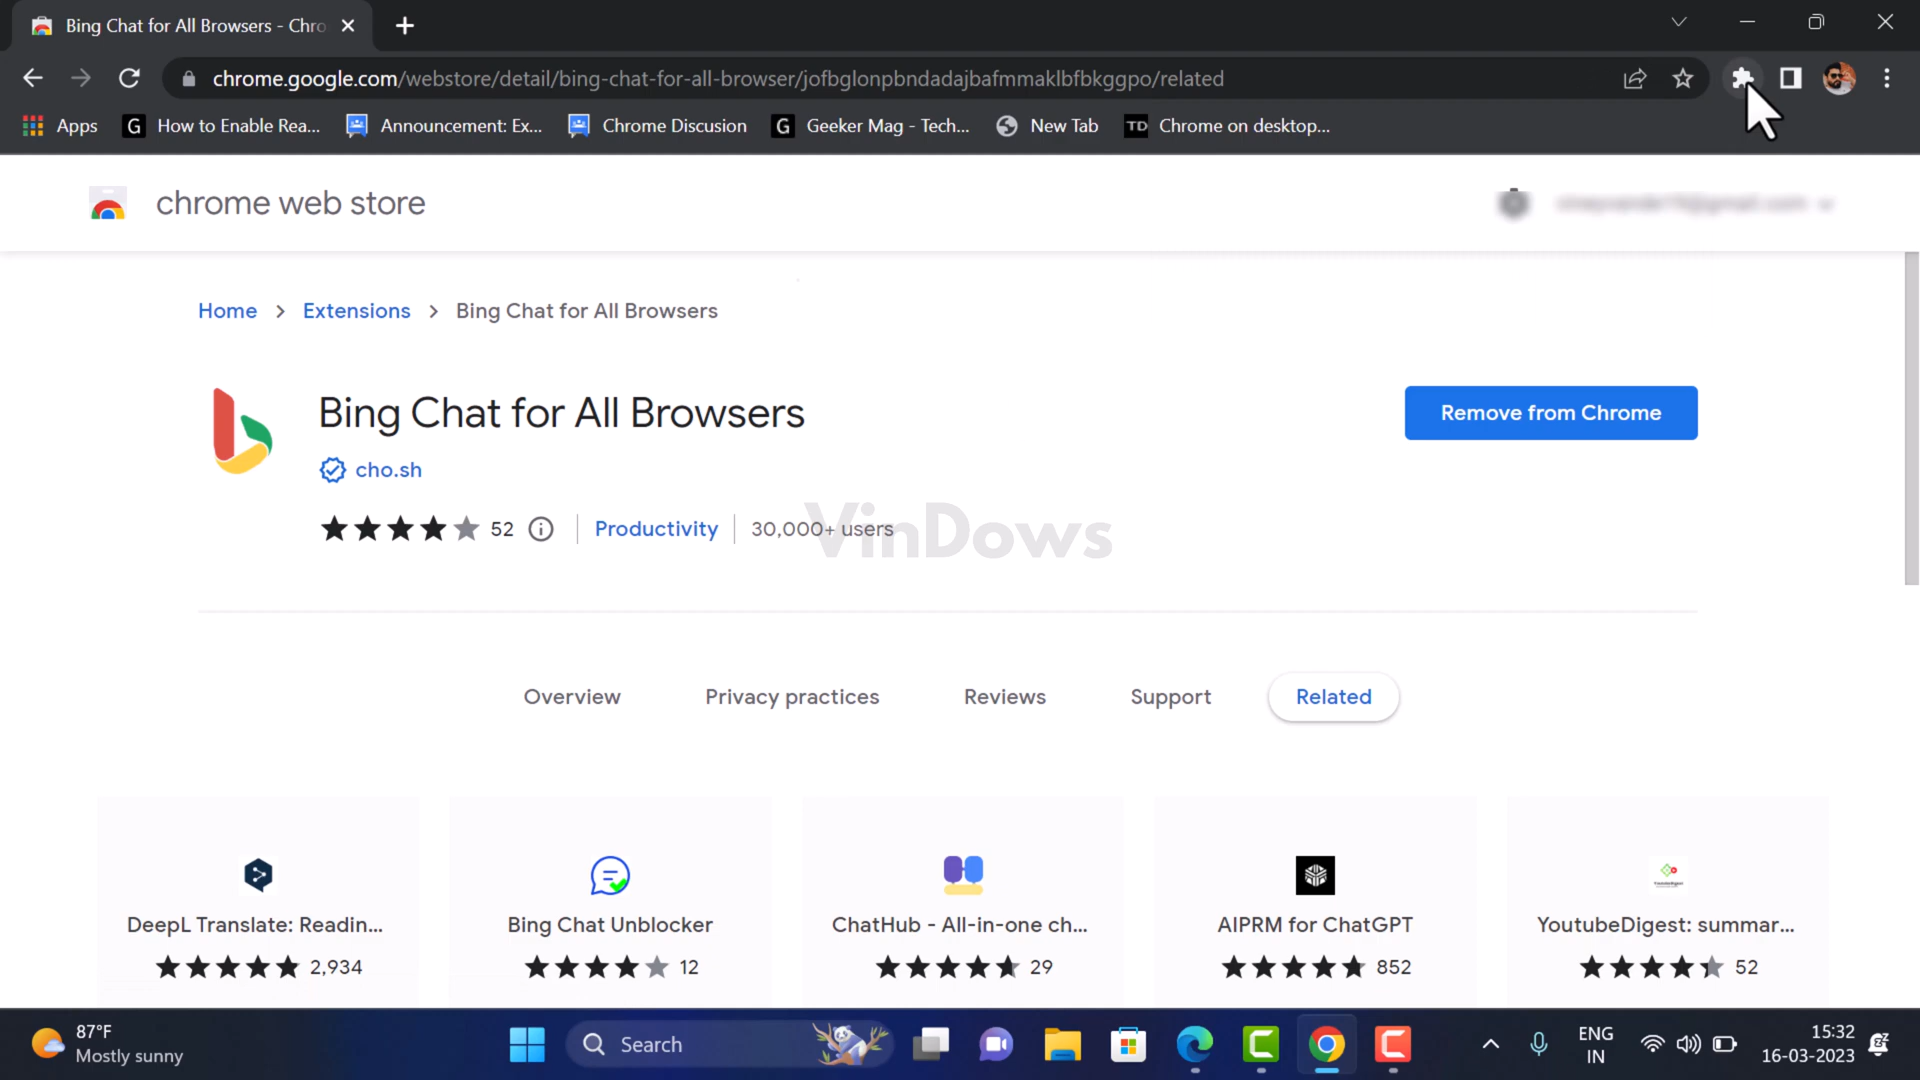 Bing Chat for All Browsers - Chro
chrome.google.com/webstore/detail/bing-chat-for-all-browser/jofbglonpbndadajbafmmaklbfbkggpo/related
Apps
G How to Enable Rea...
Announcement: Ex...
Chrome Discusion
G Geeker Mag - Tech...
New Tab
TD Chrome on desktop...
chrome web store
Home > Extensions > Bing Chat for All Browsers
Bing Chat for All Browsers
Remove from Chrome
cho.sh
52 Productivity 30,000+ users
VinDows
Overview Privacy practices Reviews Support Related
DeepL Translate: Readin...
2,934
Bing Chat Unblocker
12
ChatHub - All-in-one ch...
29
AIPRM for ChatGPT
852
YoutubeDigest: summar...
52
87°F
Mostly sunny
Search
ENG
IN
15:32
16-03-2023